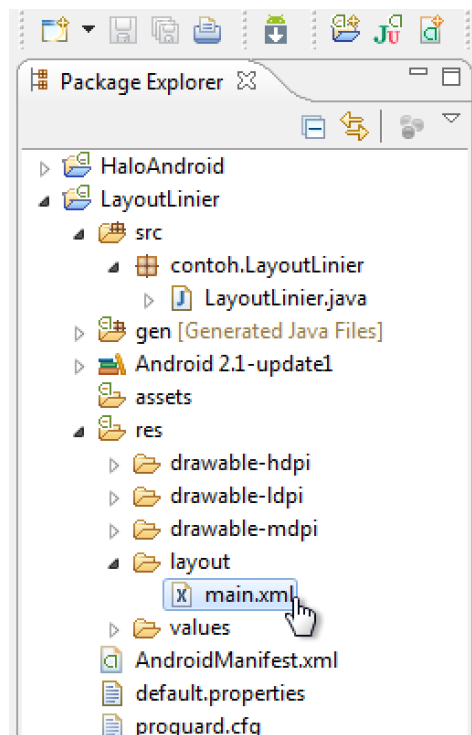 Package Explorer
HaloAndroid
LayoutLinier
src
contoh.LayoutLinier
LayoutLinier.java
gen [Generated Java Files]
Android 2.1-update1
assets
res
drawable-hdpi
drawable-ldpi
drawable-mdpi
layout
main.xml
values
AndroidManifest.xml
default.properties
proguard.cfg